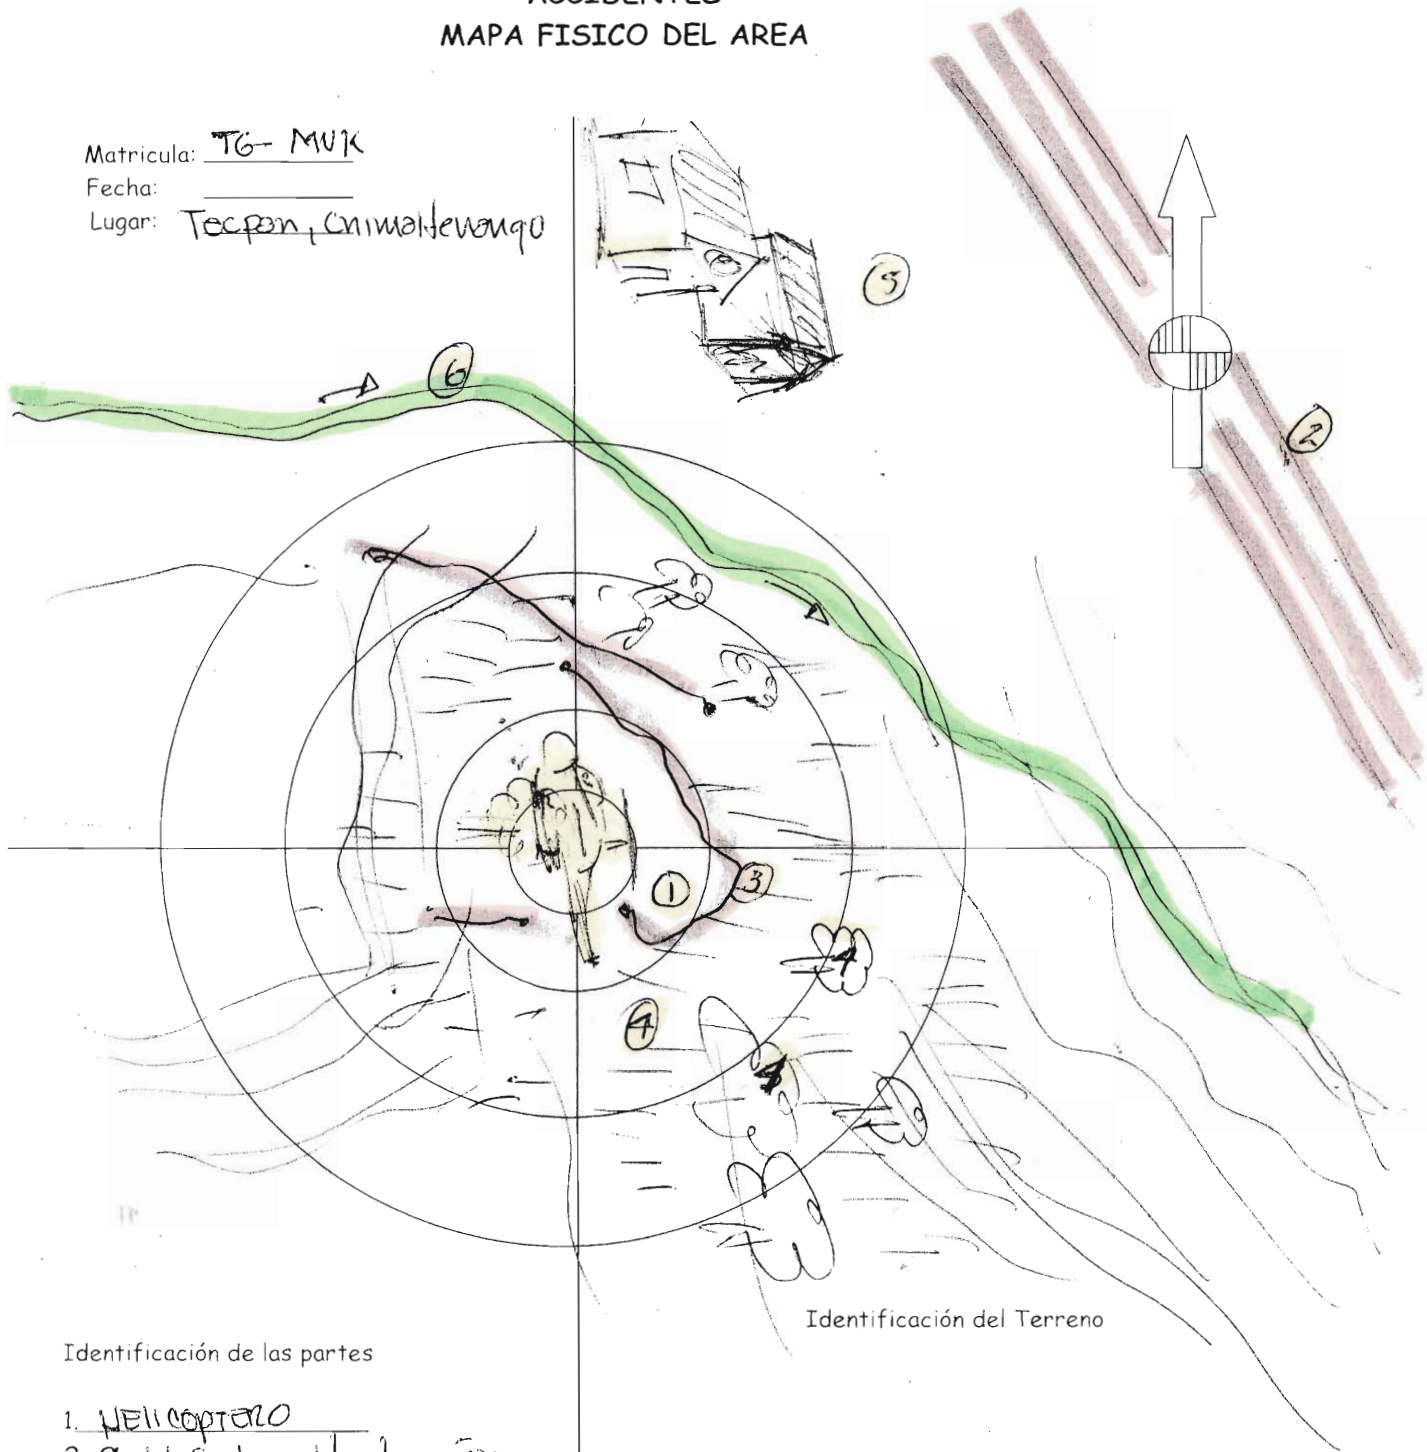 MAPA FISICO DEL AREA
Matricula: TG- MUK
Fecha:
Lugar: Tecpan, Chimaltenango
5
6
2
1
3
4
4
4
Identificación del Terreno
Identificación de las partes
1. HELICOPTERO